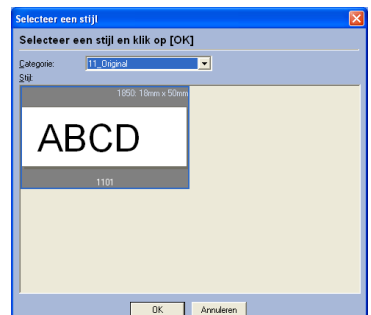 Selecteer een stijl
Selecteer een stijl en klik op [OK]
Categorie: 11_Original
Stijl:
1850: 18mm x 50mm
ABCD
1101
OK Annuleren